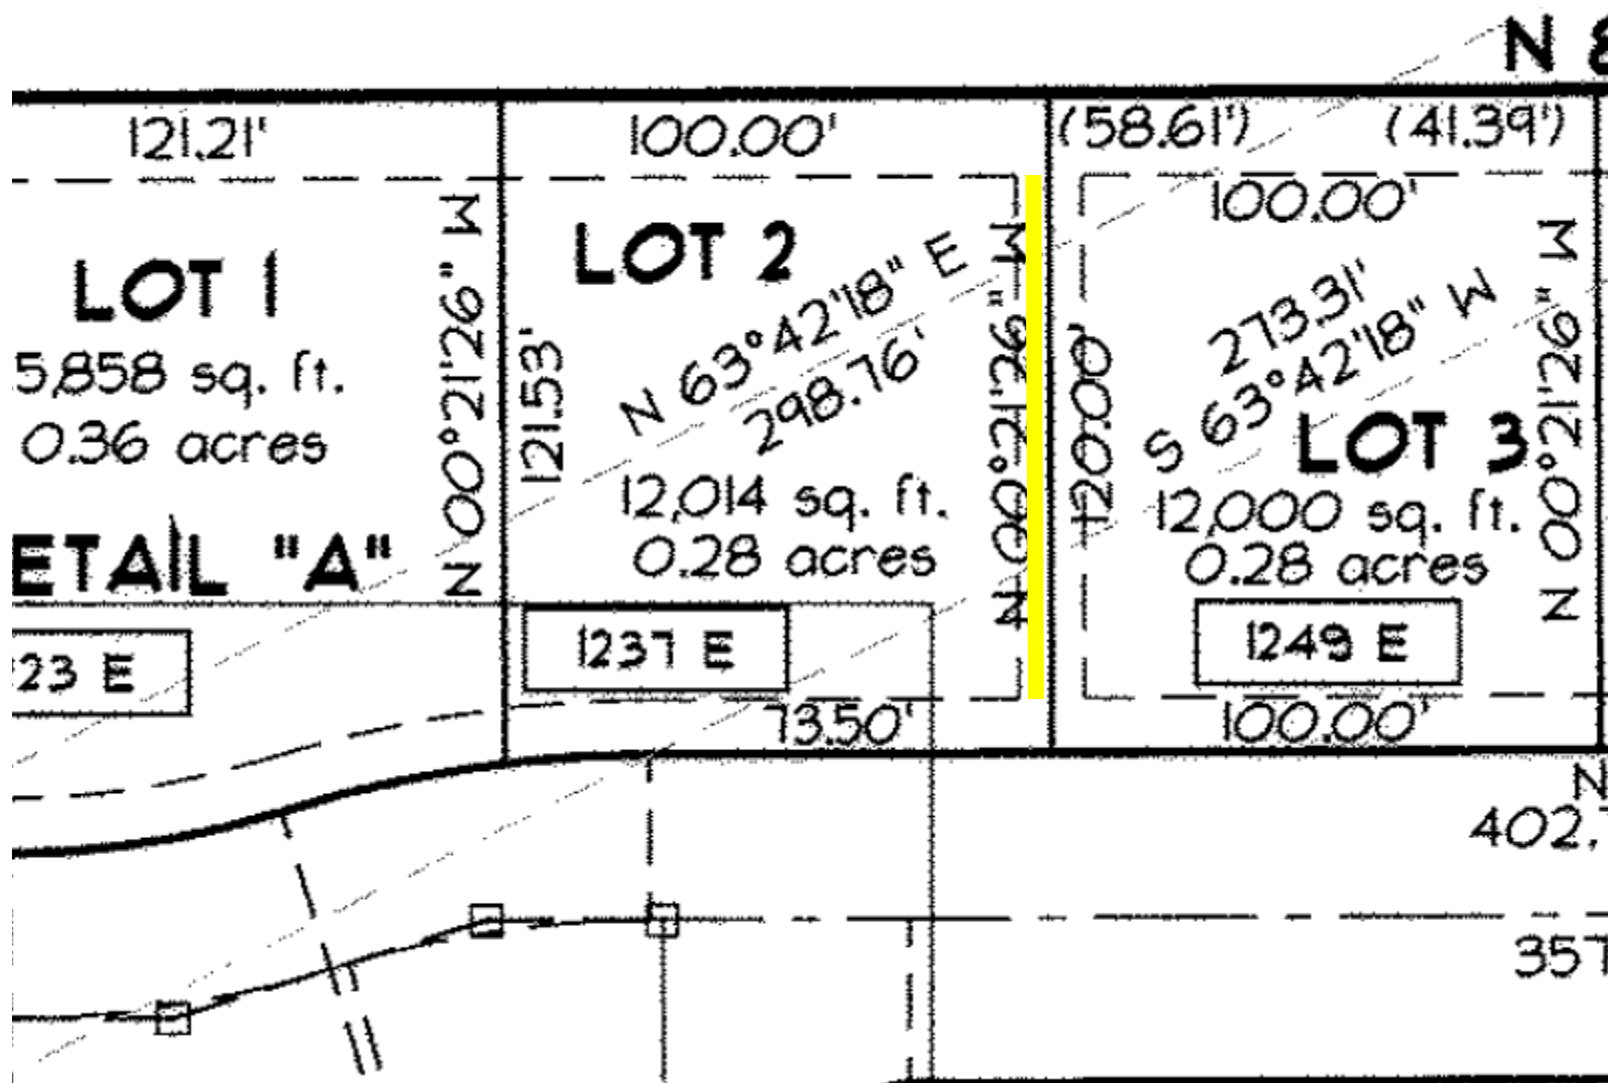 N 8
121.21'
100.00'
(58.61')
(41.39')
100.00'
LOT 1
5,858 sq. ft.
0.36 acres
N 00°21'26" W
ETAIL "A"
23 E
LOT 2
121.53'
N 63°42'18" E
298.76'
12,014 sq. ft.
0.28 acres
N 00°21'26" W
1237 E
73.50'
120.00'
273.31'
S 63°42'18" W
LOT 3
12,000 sq. ft.
0.28 acres
N 00°21'26" W
1249 E
100.00'
N
402.7
357